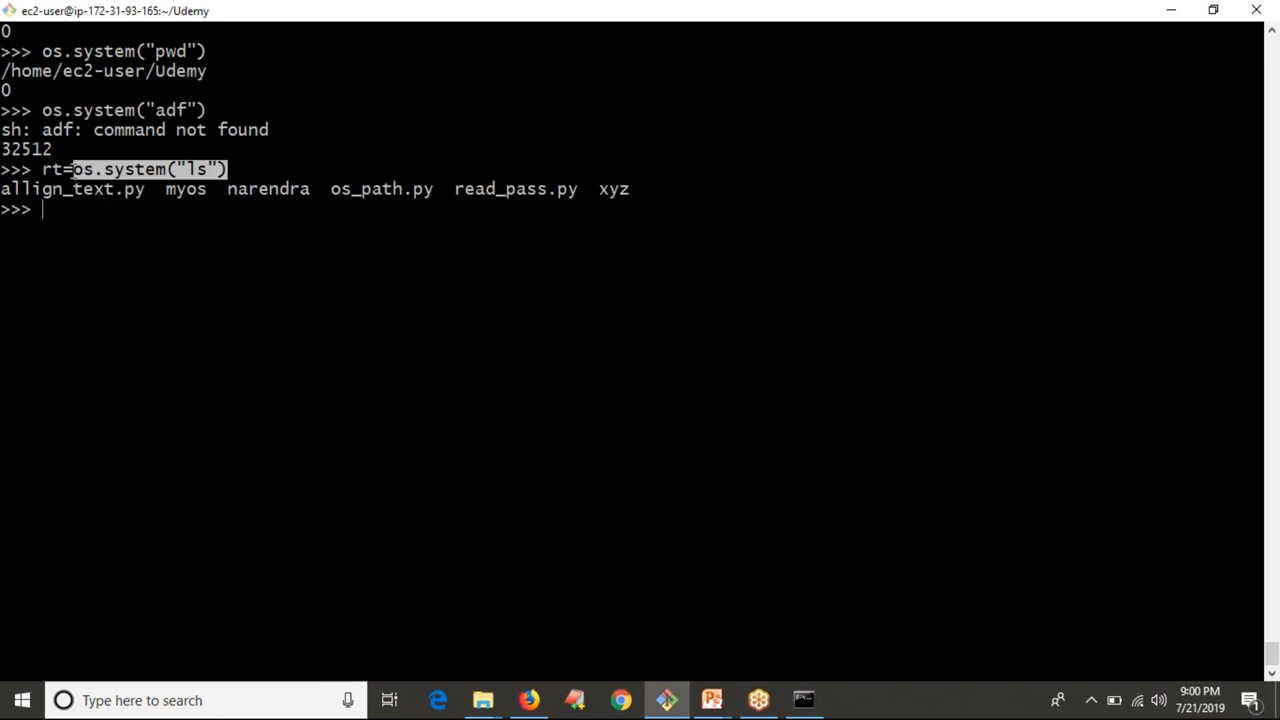 ec2-user@ip-172-31-93-165:~/Udemy
0
>>> os.system("pwd")
/home/ec2-user/Udemy
0
>>> os.system("adf")
sh: adf: command not found
32512
>>> rt=os.system("ls")
allign_text.py  myos  narendra  os_path.py  read_pass.py  xyz
>>>
Type here to search
9:00 PM
7/21/2019
1